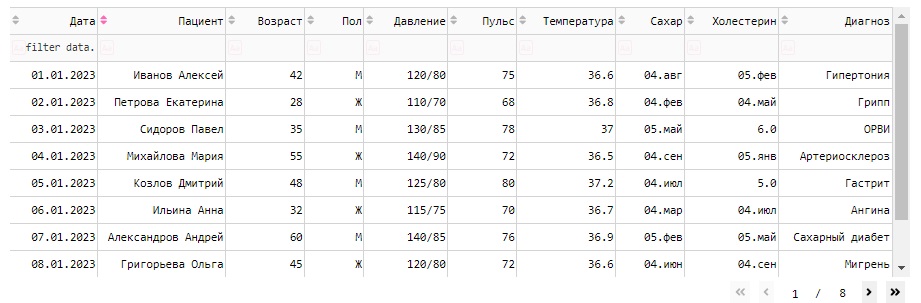 Дата Пациент Возраст Пол Давление Пульс Температура Сахар Холестерин Диагноз
filter data.
01.01.2023 Иванов Алексей 42 М 120/80 75 36.6 04.авг 05.фев Гипертония
02.01.2023 Петрова Екатерина 28 Ж 110/70 68 36.8 04.фев 04.май Грипп
03.01.2023 Сидоров Павел 35 М 130/85 78 37 05.май 6.0 ОРВИ
04.01.2023 Михайлова Мария 55 Ж 140/90 72 36.5 04.сен 05.янв Артериосклероз
05.01.2023 Козлов Дмитрий 48 М 125/80 80 37.2 04.июл 5.0 Гастрит
06.01.2023 Ильина Анна 32 Ж 115/75 70 36.7 04.мар 04.июл Ангина
07.01.2023 Александров Андрей 60 М 140/85 76 36.9 05.фев 05.май Сахарный диабет
08.01.2023 Григорьева Ольга 45 Ж 120/80 72 36.6 04.июн 04.сен Мигрень
1 / 8